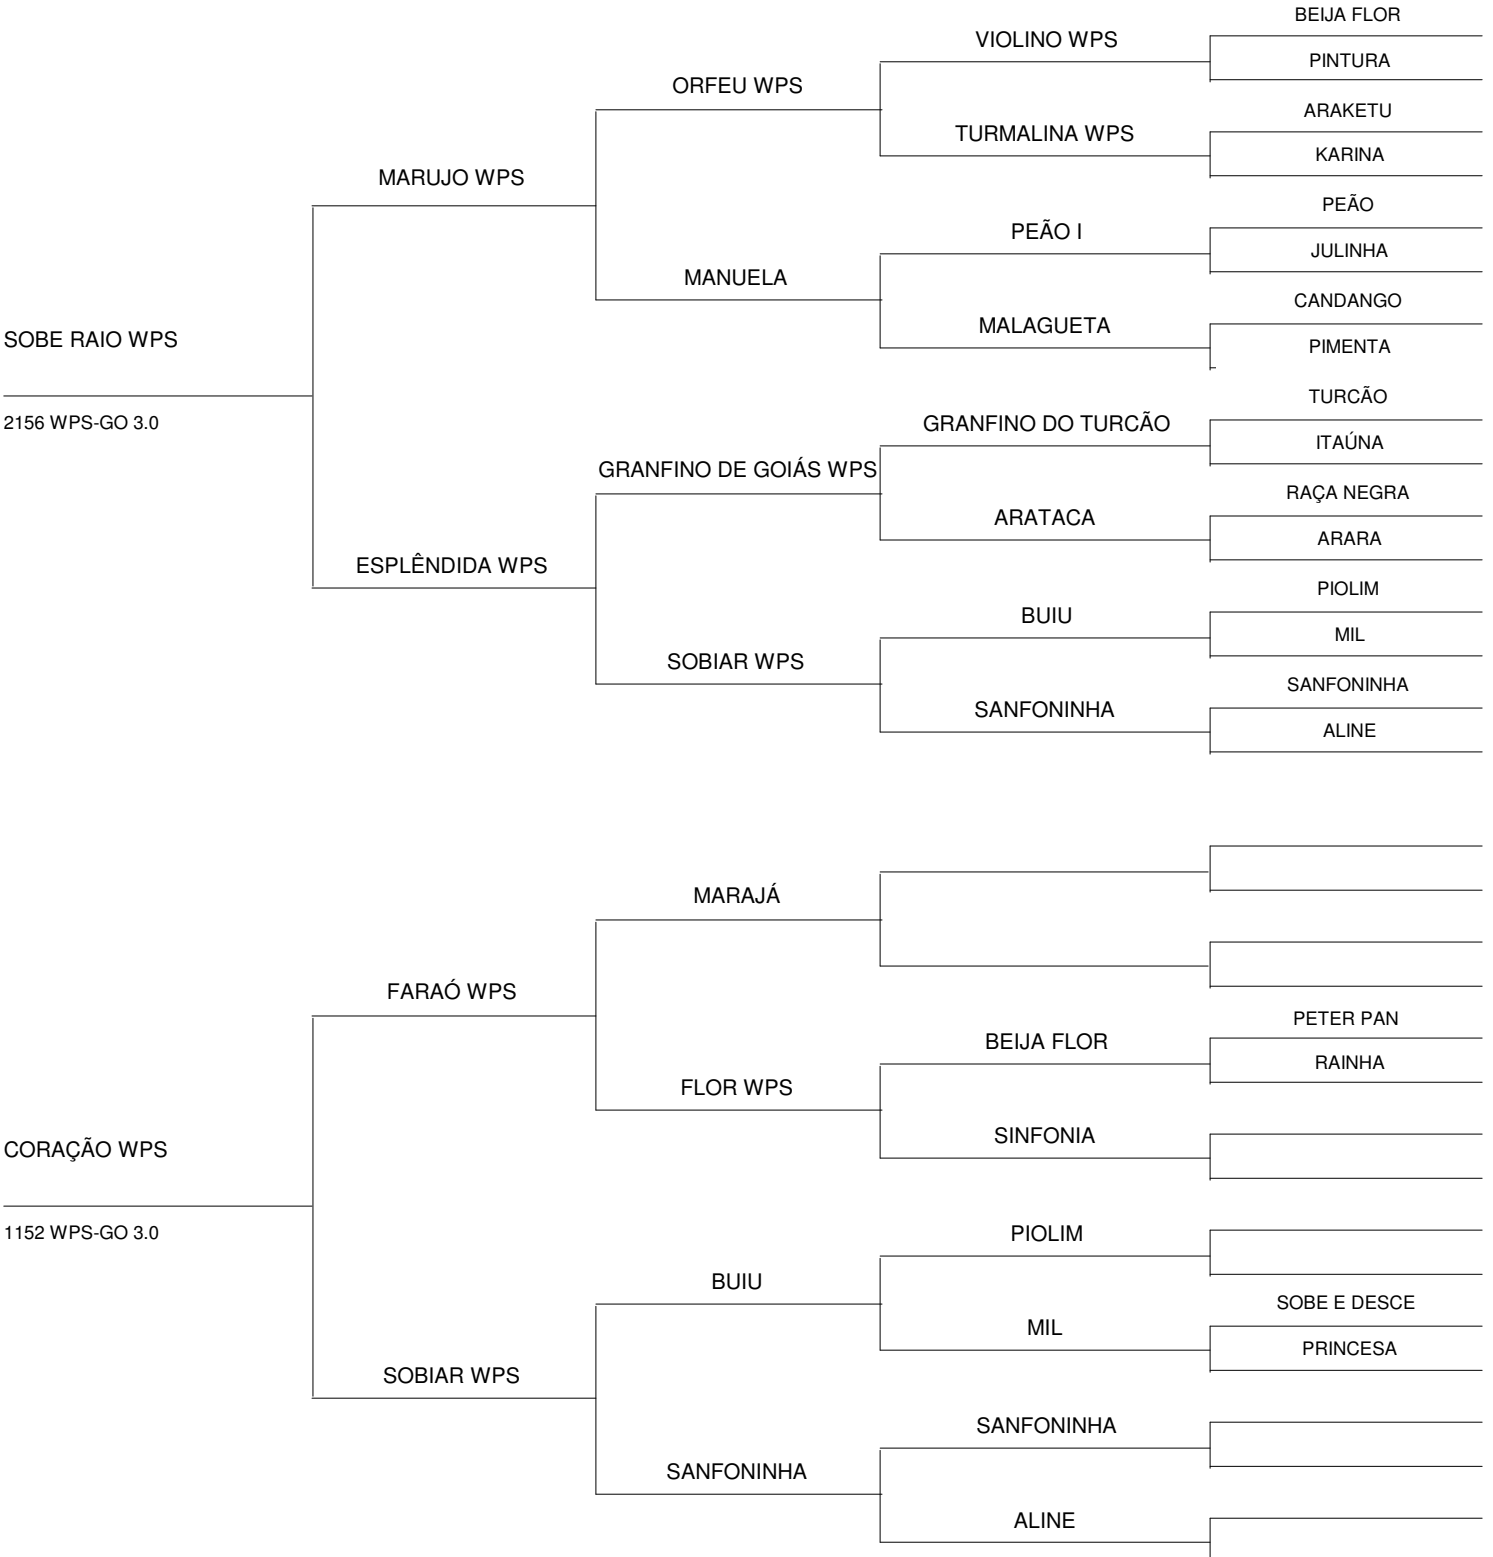 BEIJA FLOR
VIOLINO WPS
PINTURA
ORFEU WPS
ARAKETU
TURMALINA WPS
KARINA
MARUJO WPS
PEÃO
PEÃO I
JULINHA
MANUELA
CANDANGO
MALAGUETA
SOBE RAIO WPS
PIMENTA
TURCÃO
2156 WPS-GO 3.0
GRANFINO DO TURCÃO
ITAÚNA
GRANFINO DE GOIÁS WPS
RAÇA NEGRA
ARATACA
ARARA
ESPLÊNDIDA WPS
PIOLIM
BUIU
MIL
SOBIAR WPS
SANFONINHA
SANFONINHA
ALINE
MARAJÁ
FARAÓ WPS
PETER PAN
BEIJA FLOR
RAINHA
FLOR WPS
SINFONIA
CORAÇÃO WPS
1152 WPS-GO 3.0
PIOLIM
BUIU
SOBE E DESCE
MIL
PRINCESA
SOBIAR WPS
SANFONINHA
SANFONINHA
ALINE